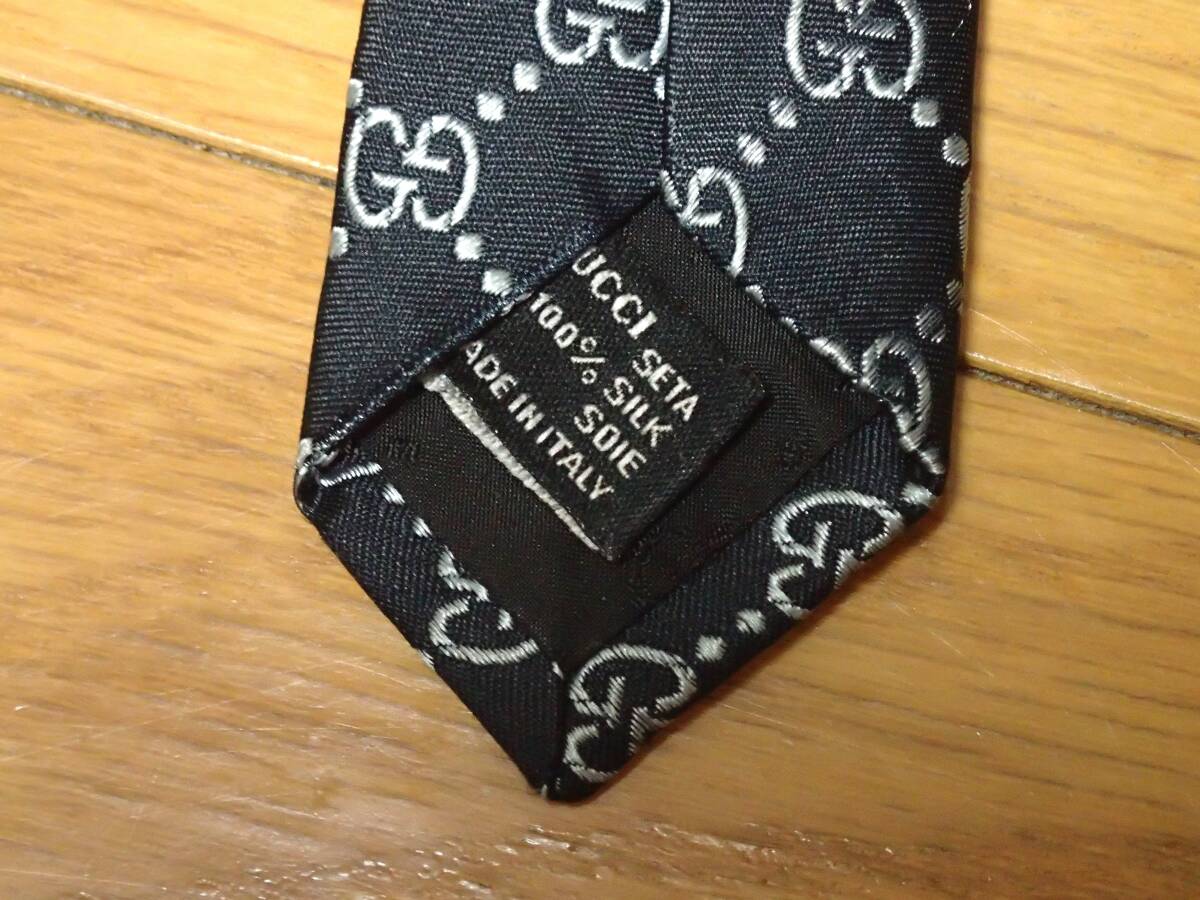 UCCI SETA
100% SILK
SOIE
ADE IN ITALY